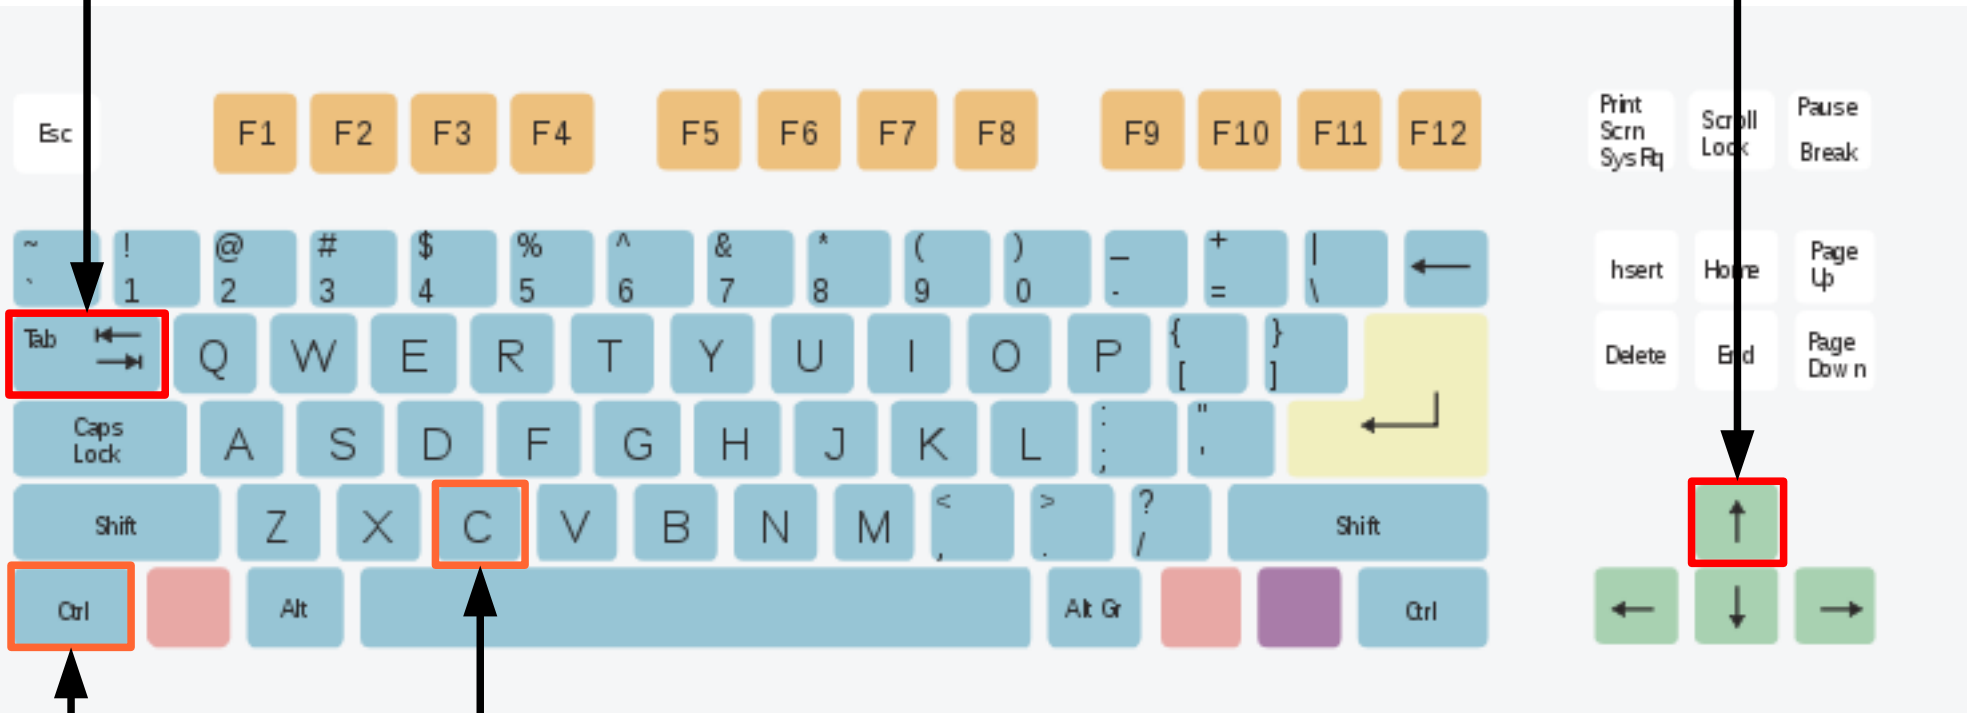 Esc F1 F2 F3 F4 F5 F6 F7 F8 F9 F10 F11 F12
Print
Scrn
Sys Rq
Scroll
Lock
Pause
Break
~ ! @ # $ % ^ & * ( ) _ + |
` 1 2 3 4 5 6 7 8 9 0 - = \ ←
Insert Home
Page
Up
Tab Q W E R T Y U I O P { }
[ ]
Delete End
Page
Down
Caps
Lock
A S D F G H J K L : "
; '
Shift Z X C V B N M < > ? Shift
, . /
↑
Ctrl Alt Alt Gr Ctrl
← ↓ →